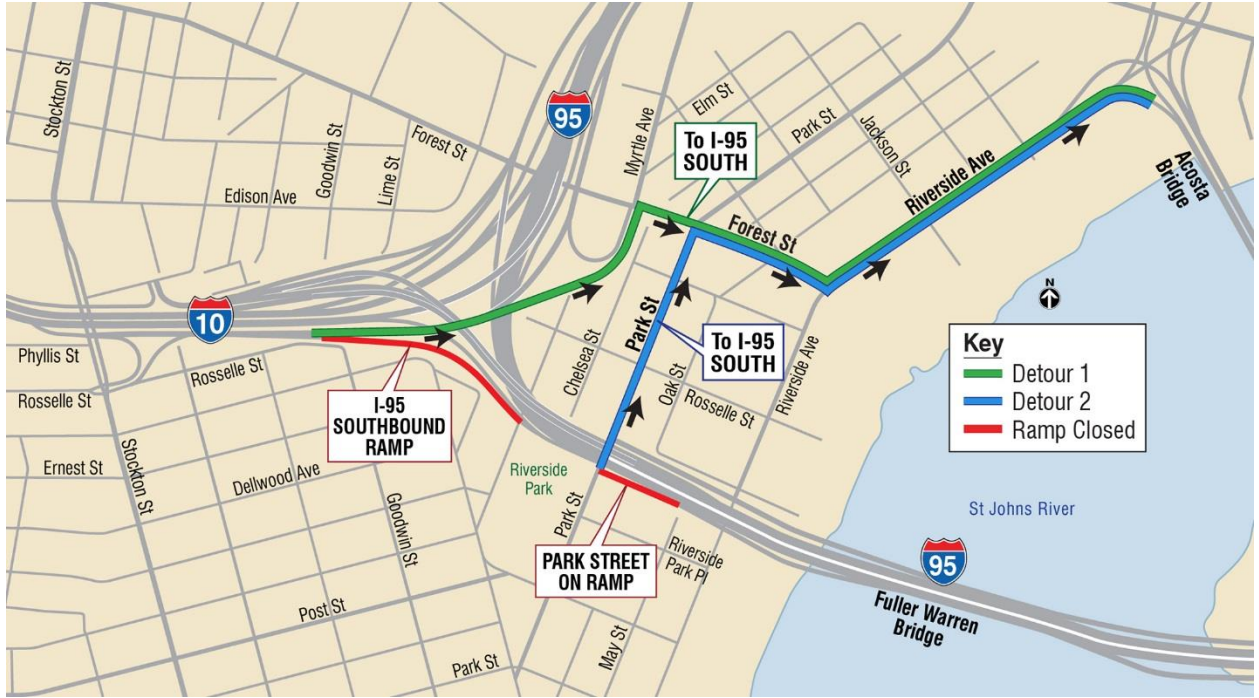 Stockton St
Forest St
Goodwin St
Lime St
Edison Ave
95
Myrtle Ave
Elm St
Park St
Jackson St
To I-95
SOUTH
Riverside Ave
Acosta
Bridge
Forest St
10
Phyllis St
Rosselle St
Rosselle St
Ernest St
Stockton St
I-95
SOUTHBOUND
RAMP
Chelsea St
Park St
To I-95
SOUTH
Oak St
Rosselle St
Riverside Ave
N
Key
Detour 1
Detour 2
Ramp Closed
Dellwood Ave
Goodwin St
Riverside
Park
Park St
PARK STREET
ON RAMP
Riverside
Park Pl
St Johns River
95
Fuller Warren
Bridge
Post St
May St
Park St